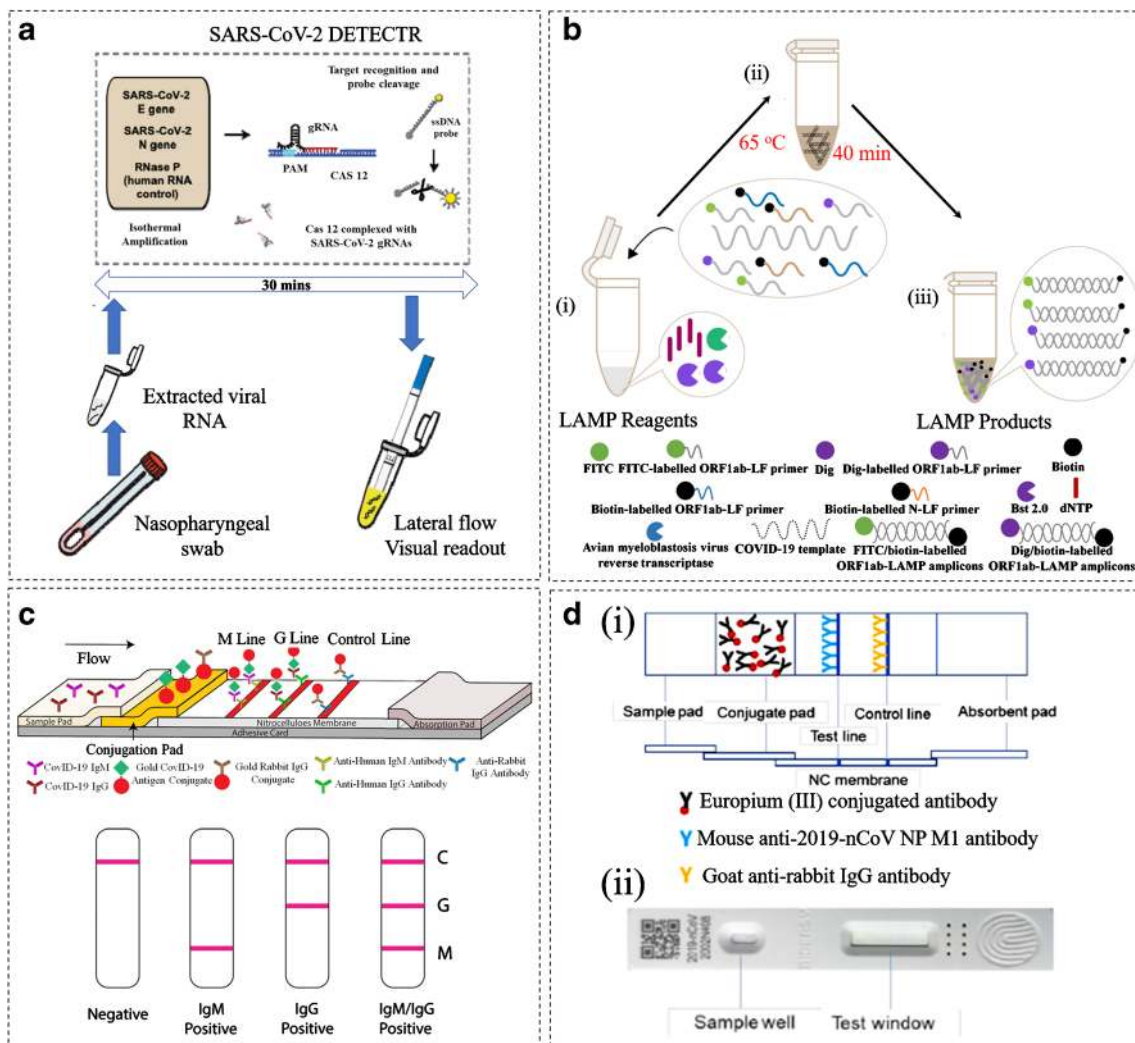 a
SARS-CoV-2 DETECTR
SARS-CoV-2
E gene
SARS-CoV-2
N gene
RNase P
(human RNA
control)
Isothermal
Amplification
gRNA
PAM
CAS 12
Target recognition and
probe cleavage
ssDNA
probe
Cas 12 complexed with
SARS-CoV-2 gRNAs
30 mins
Extracted viral
RNA
Nasopharyngeal
swab
Lateral flow
Visual readout
b
(ii)
65 °C
40 min
(i)
(iii)
LAMP Reagents
LAMP Products
FITC
FITC-labelled ORF1ab-LF primer
Dig
Dig-labelled ORF1ab-LF primer
Biotin
Biotin-labelled ORF1ab-LF primer
Biotin-labelled N-LF primer
Bst 2.0
dNTP
Avian myeloblastosis virus
reverse transcriptase
COVID-19 template
FITC/biotin-labelled
ORF1ab-LAMP amplicons
Dig/biotin-labelled
ORF1ab-LAMP amplicons
c
Flow
M Line
G Line
Control Line
Sample Pad
Nitrocelluloes Membrane
Absorption Pad
Adhesive Card
Conjugation Pad
CovID-19 IgM
CovID-19 IgG
Gold COVID-19
Antigen Conjugate
Gold Rabbit IgG
Conjugate
Anti-Human IgM Antibody
Anti-Human IgG Antibody
Anti-Rabbit
IgG Antibody
C
G
M
Negative
IgM
Positive
IgG
Positive
IgM/IgG
Positive
d
(i)
Sample pad
Conjugate pad
Test line
Control line
Absorbent pad
NC membrane
Europium (III) conjugated antibody
Mouse anti-2019-nCoV NP M1 antibody
Goat anti-rabbit IgG antibody
(ii)
2019-nCoV
2002N408
Sample well
Test window